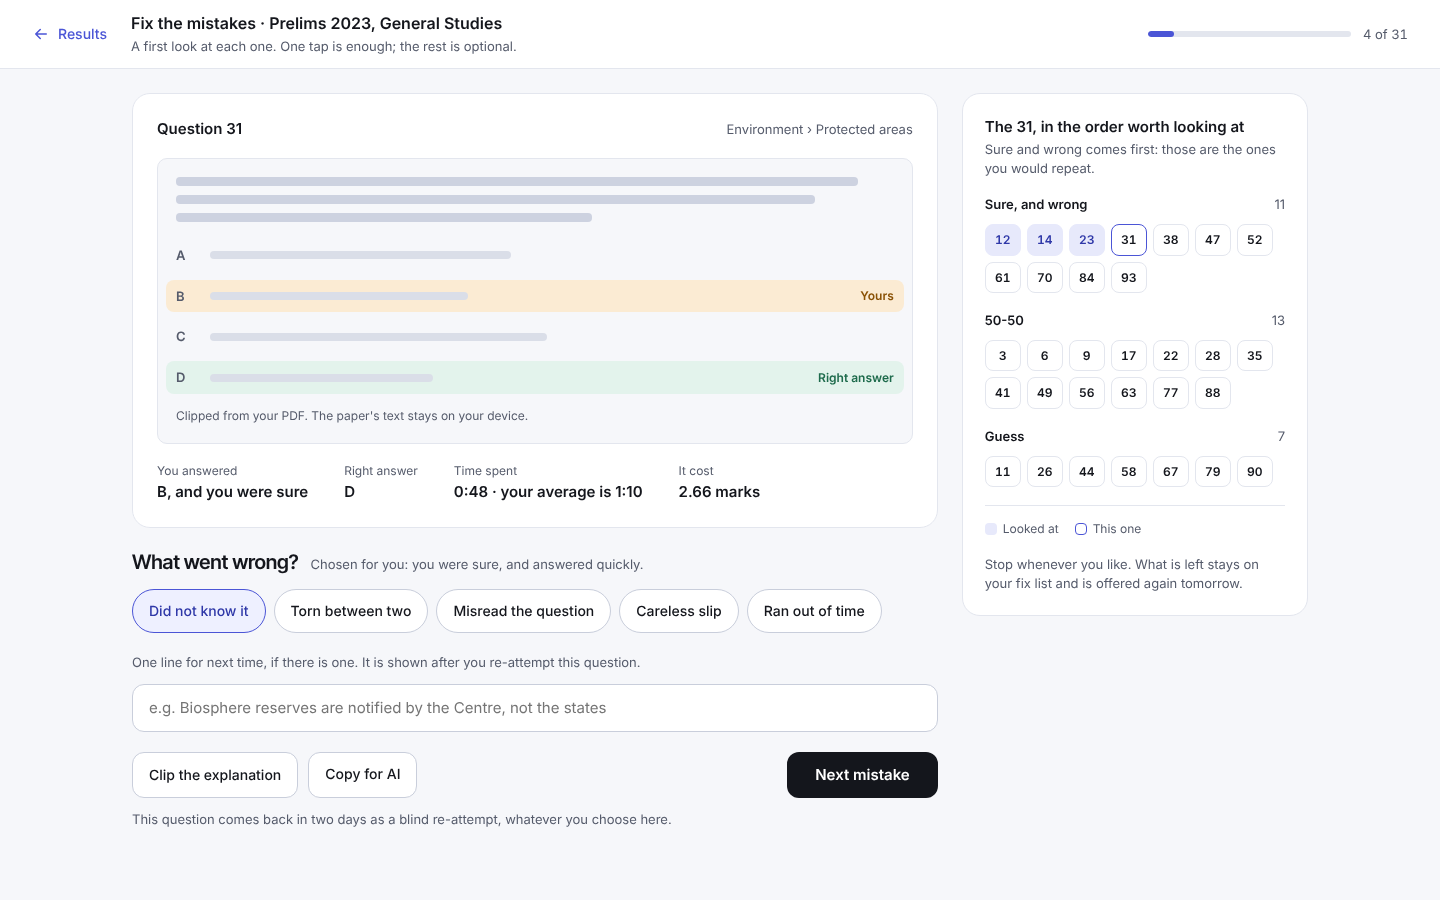 Results
Fix the mistakes · Prelims 2023, General Studies
A first look at each one. One tap is enough; the rest is optional.
4 of 31
Question 31
Environment › Protected areas
A
B
Yours
C
D
Right answer
Clipped from your PDF. The paper's text stays on your device.
You answered
B, and you were sure
Right answer
D
Time spent
0:48 · your average is 1:10
It cost
2.66 marks
What went wrong?
Chosen for you: you were sure, and answered quickly.
Did not know it
Torn between two
Misread the question
Careless slip
Ran out of time
One line for next time, if there is one. It is shown after you re-attempt this question.
e.g. Biosphere reserves are notified by the Centre, not the states
Clip the explanation
Copy for AI
Next mistake
This question comes back in two days as a blind re-attempt, whatever you choose here.
The 31, in the order worth looking at
Sure and wrong comes first: those are the ones
you would repeat.
Sure, and wrong
11
12 14 23 31 38 47 52
61 70 84 93
50-50
13
3 6 9 17 22 28 35
41 49 56 63 77 88
Guess
7
11 26 44 58 67 79 90
Looked at
This one
Stop whenever you like. What is left stays on
your fix list and is offered again tomorrow.